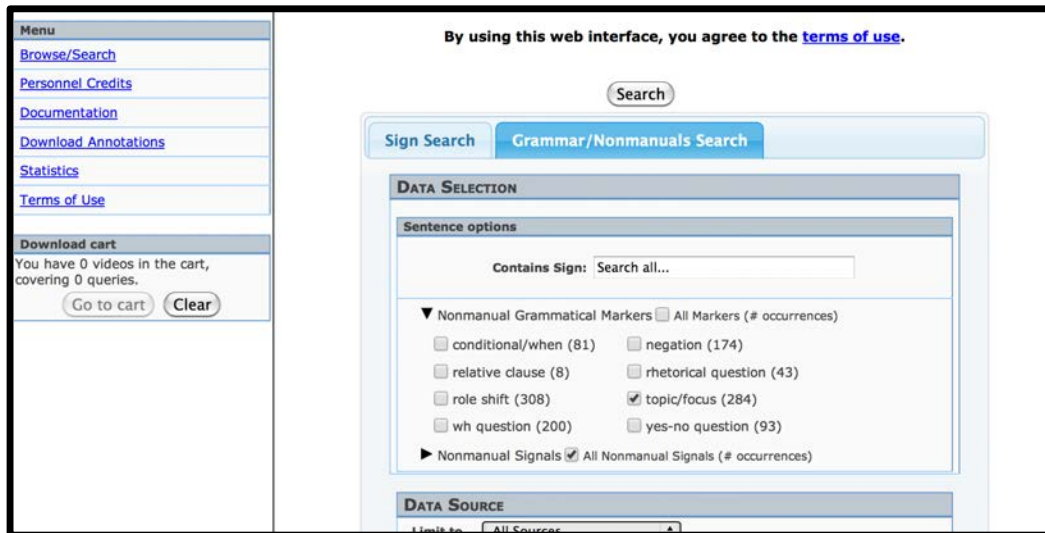 Menu
Browse/Search
Personnel Credits
Documentation
Download Annotations
Statistics
Terms of Use
Download cart
You have 0 videos in the cart,
covering 0 queries.
Go to cart Clear
By using this web interface, you agree to the terms of use.
Search
Sign Search Grammar/Nonmanuals Search
DATA SELECTION
Sentence options
Contains Sign: Search all...
▼ Nonmanual Grammatical Markers All Markers (# occurrences)
conditional/when (81) negation (174)
relative clause (8) rhetorical question (43)
role shift (308) topic/focus (284)
wh question (200) yes-no question (93)
▶ Nonmanual Signals All Nonmanual Signals (# occurrences)
DATA SOURCE
Limit to All Sources